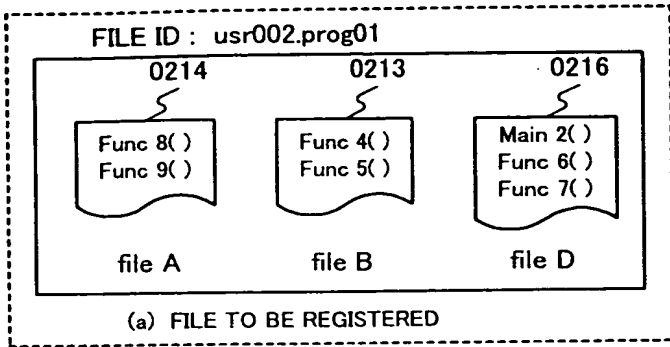 FILE ID : usr002.prog01
0214 0213 0216
Func 8( ) Func 4( ) Main 2( )
Func 9( ) Func 5( ) Func 6( )
Func 7( )
file A file B file D
(a) FILE TO BE REGISTERED